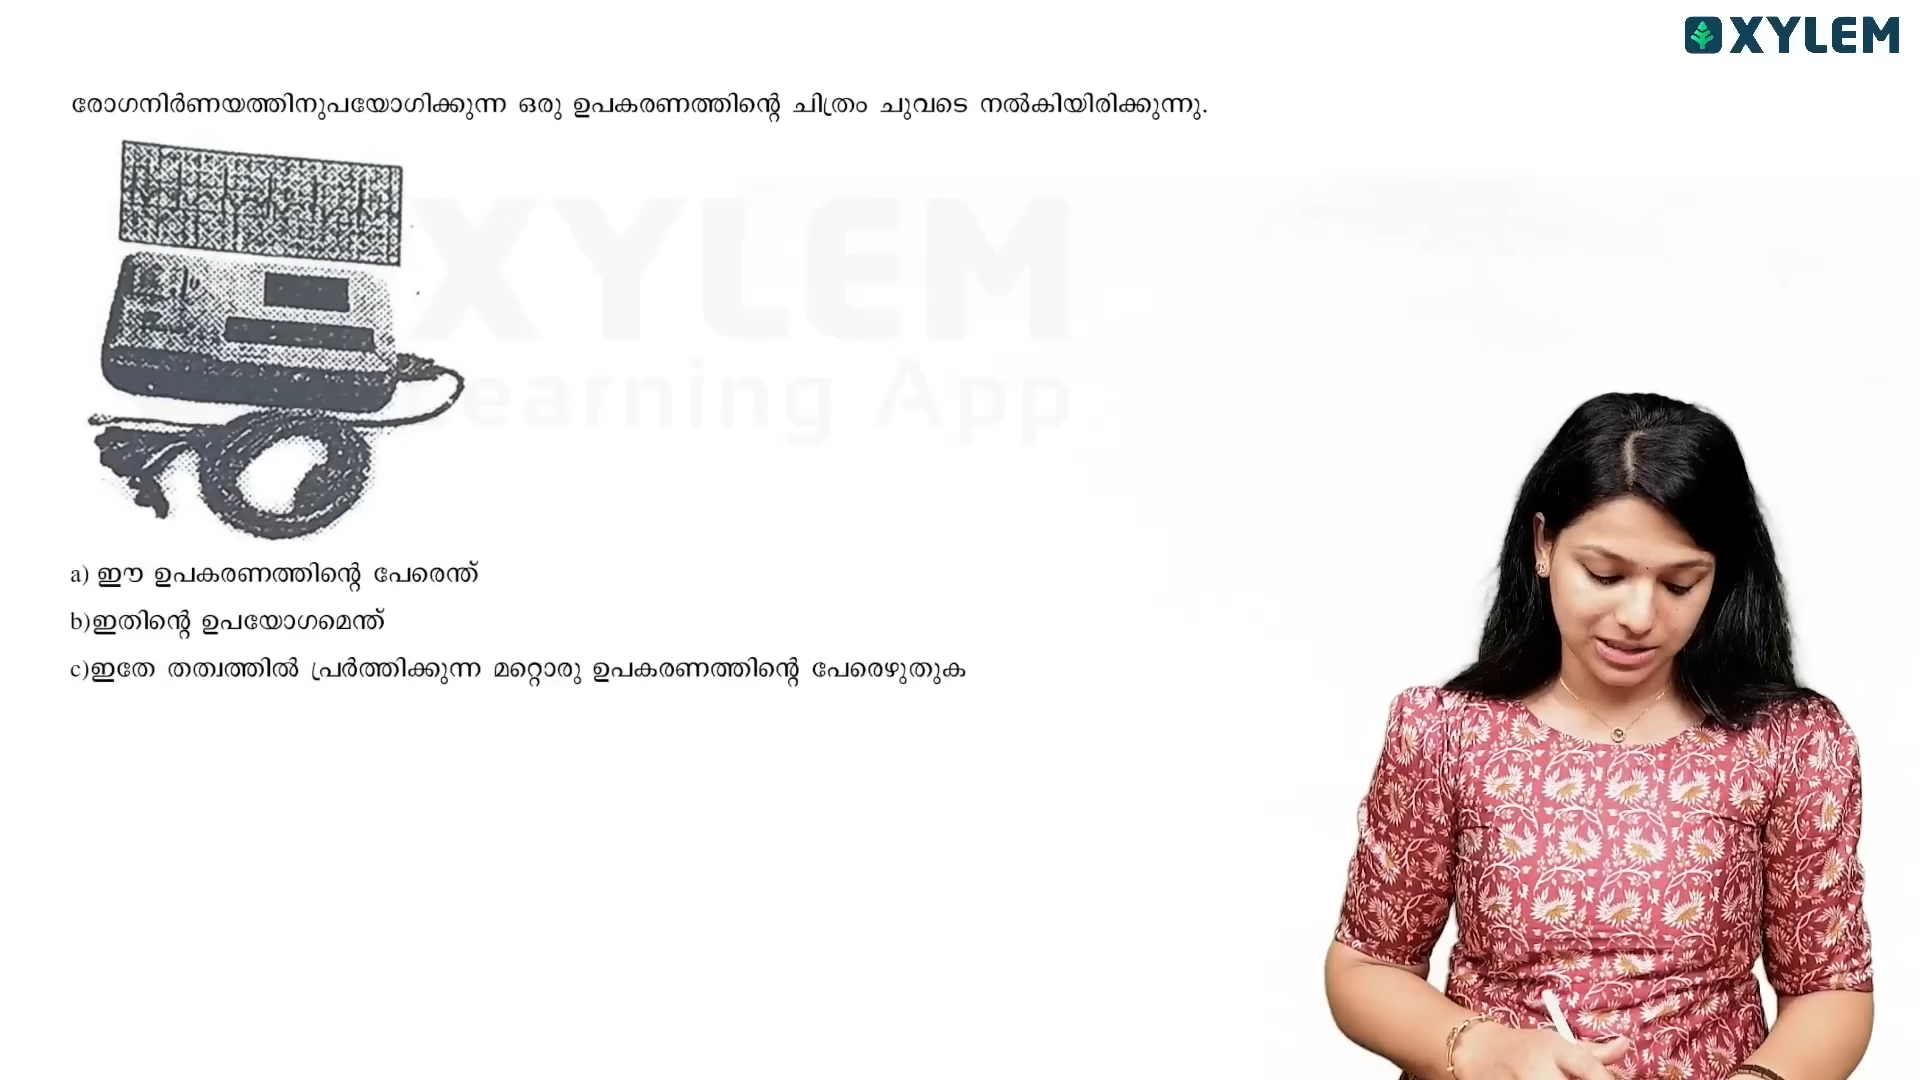 XYLEM
രോഗനിർണയത്തിനുപയോഗിക്കുന്ന ഒരു ഉപകരണത്തിന്റെ ചിത്രം ചുവടെ നൽകിയിരിക്കുന്നു.
XYLEM
Learning App
a) ഈ ഉപകരണത്തിന്റെ പേരെന്ത്
b)ഇതിന്റെ ഉപയോഗമെന്ത്
c)ഇതേ തത്വത്തിൽ പ്രർത്തിക്കുന്ന മറ്റൊരു ഉപകരണത്തിന്റെ പേരെഴുതുക